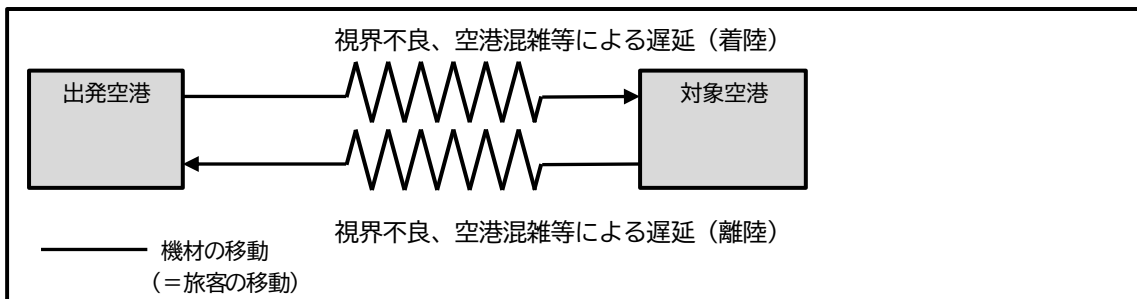 視界不良、空港混雑等による遅延（着陸）
出発空港
対象空港
視界不良、空港混雑等による遅延（離陸）
機材の移動
（＝旅客の移動）